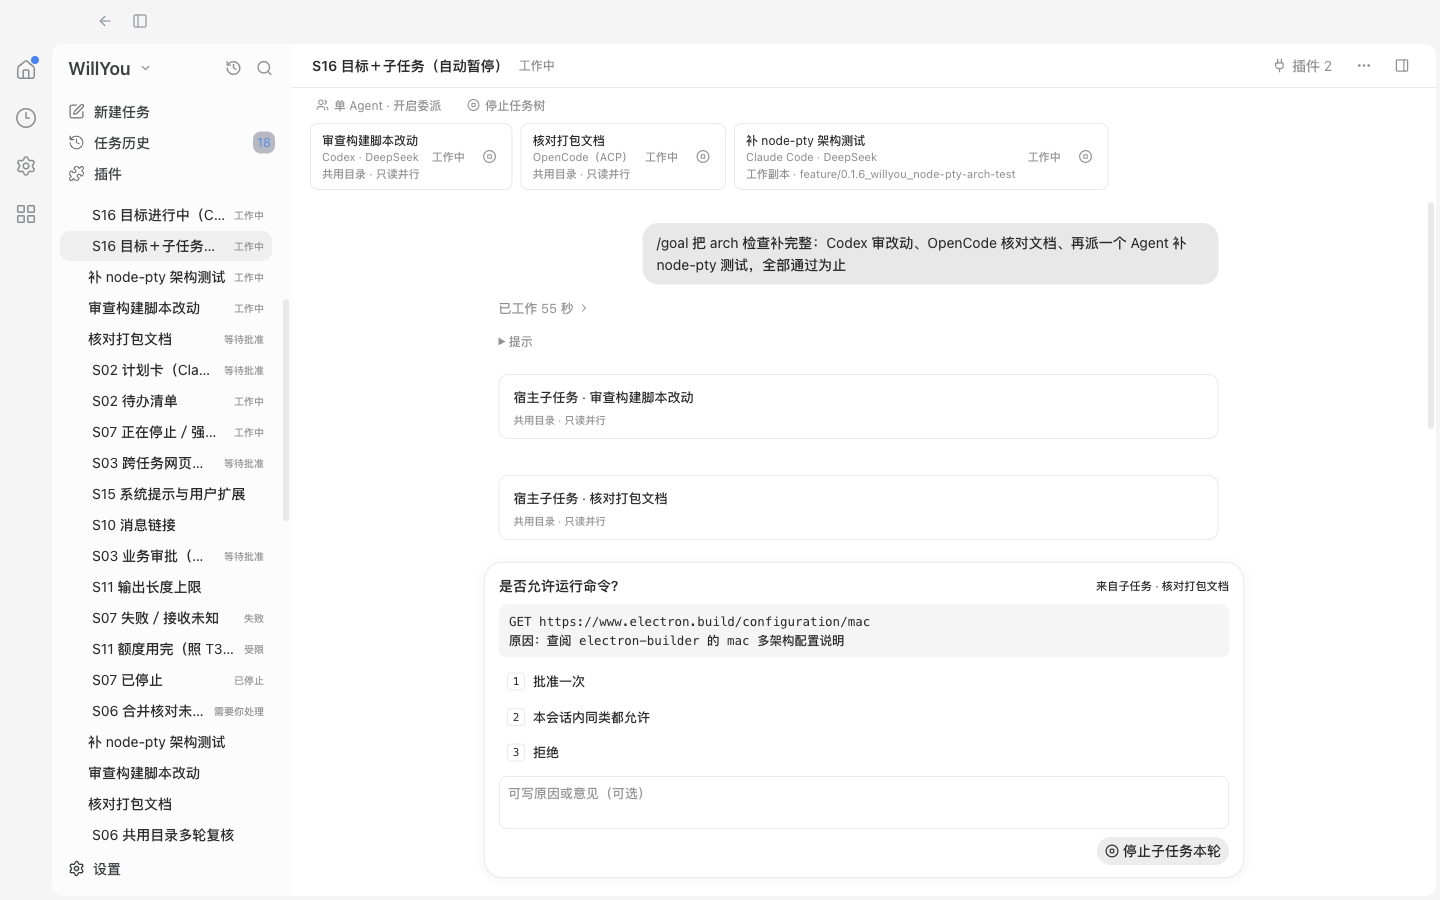 WillYou
新建任务
任务历史
18
插件
S16 目标进行中（C...
工作中
S16 目标＋子任务...
工作中
补 node-pty 架构测试
工作中
审查构建脚本改动
工作中
核对打包文档
等待批准
S02 计划卡（Cla...
等待批准
S02 待办清单
工作中
S07 正在停止 / 强...
工作中
S03 跨任务网页...
等待批准
S15 系统提示与用户扩展
S10 消息链接
S03 业务审批（...
等待批准
S11 输出长度上限
S07 失败 / 接收未知
失败
S11 额度用完（照 T3...
受限
S07 已停止
已停止
S06 合并核对未...
需要你处理
补 node-pty 架构测试
审查构建脚本改动
核对打包文档
S06 共用目录多轮复核
设置
S16 目标＋子任务（自动暂停）
工作中
插件 2
单 Agent · 开启委派
停止任务树
审查构建脚本改动
Codex · DeepSeek
工作中
共用目录 · 只读并行
核对打包文档
OpenCode（ACP）
工作中
共用目录 · 只读并行
补 node-pty 架构测试
Claude Code · DeepSeek
工作中
工作副本 · feature/0.1.6_willyou_node-pty-arch-test
/goal 把 arch 检查补完整：Codex 审改动、OpenCode 核对文档、再派一个 Agent 补
node-pty 测试，全部通过为止
已工作 55 秒
提示
宿主子任务 · 审查构建脚本改动
共用目录 · 只读并行
宿主子任务 · 核对打包文档
共用目录 · 只读并行
是否允许运行命令？
来自子任务 · 核对打包文档
GET https://www.electron.build/configuration/mac
原因：查阅 electron-builder 的 mac 多架构配置说明
1 批准一次
2 本会话内同类都允许
3 拒绝
可写原因或意见（可选）
停止子任务本轮